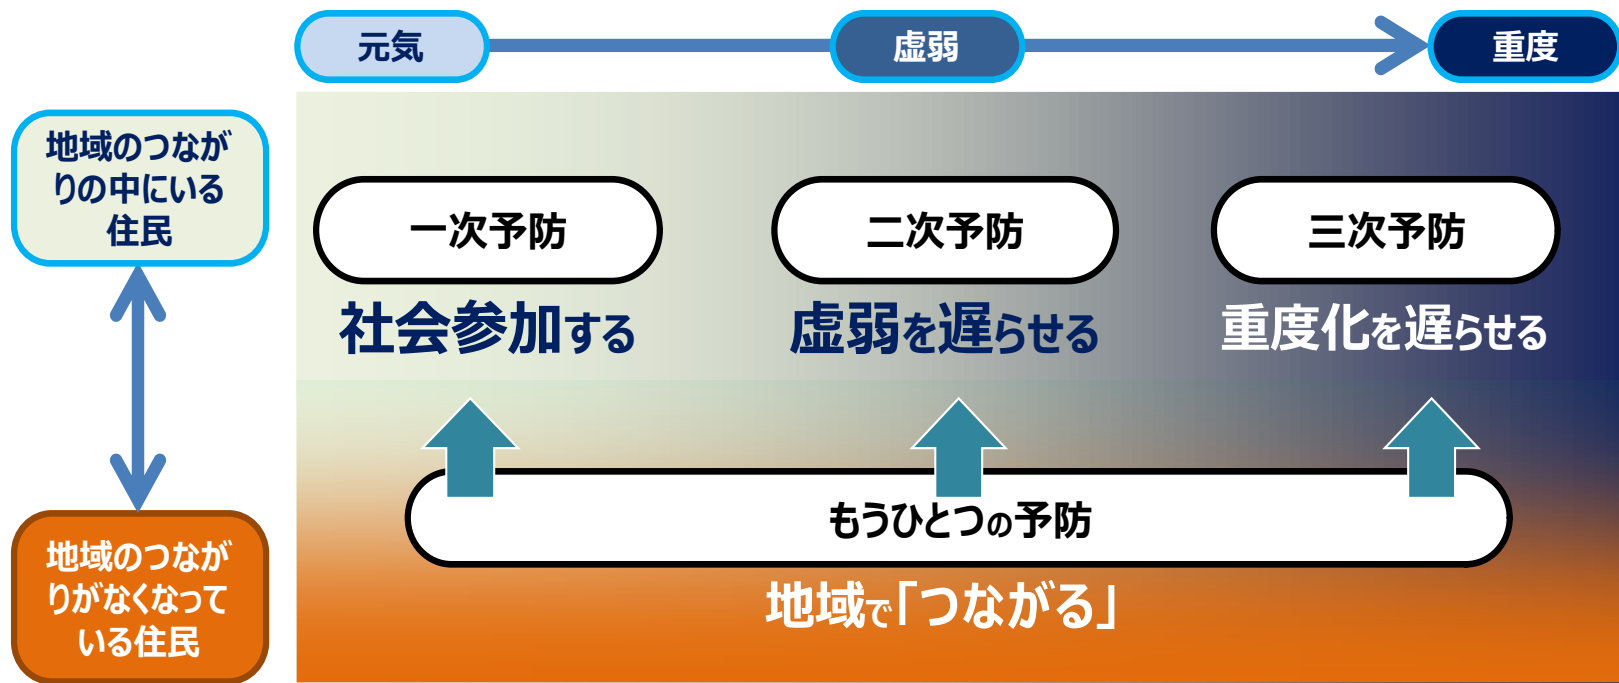 元気
虚弱
重度
地域のつなが
りの中にいる
住民
一次予防
二次予防
三次予防
社会参加する
虚弱を遅らせる
重度化を遅らせる
もうひとつの予防
地域で「つながる」
地域のつなが
りがなくなって
いる住民